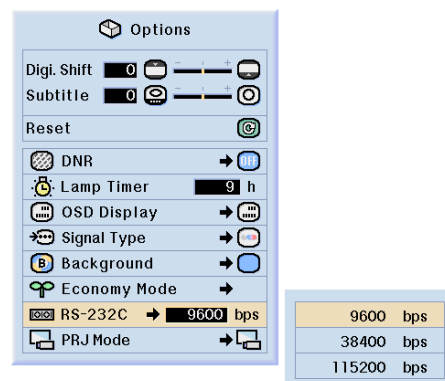 Options
Digi. Shift 0 - +
Subtitle 0 - +
Reset
DNR OFF
Lamp Timer 9 h
OSD Display
Signal Type
B Background
Economy Mode
RS-232C 9600 bps
PRJ Mode
9600 bps
38400 bps
115200 bps